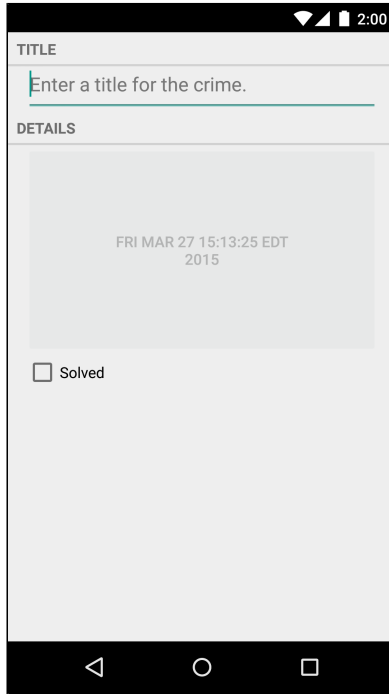 2:00
TITLE
Enter a title for the crime.
DETAILS
FRI MAR 27 15:13:25 EDT
2015
Solved